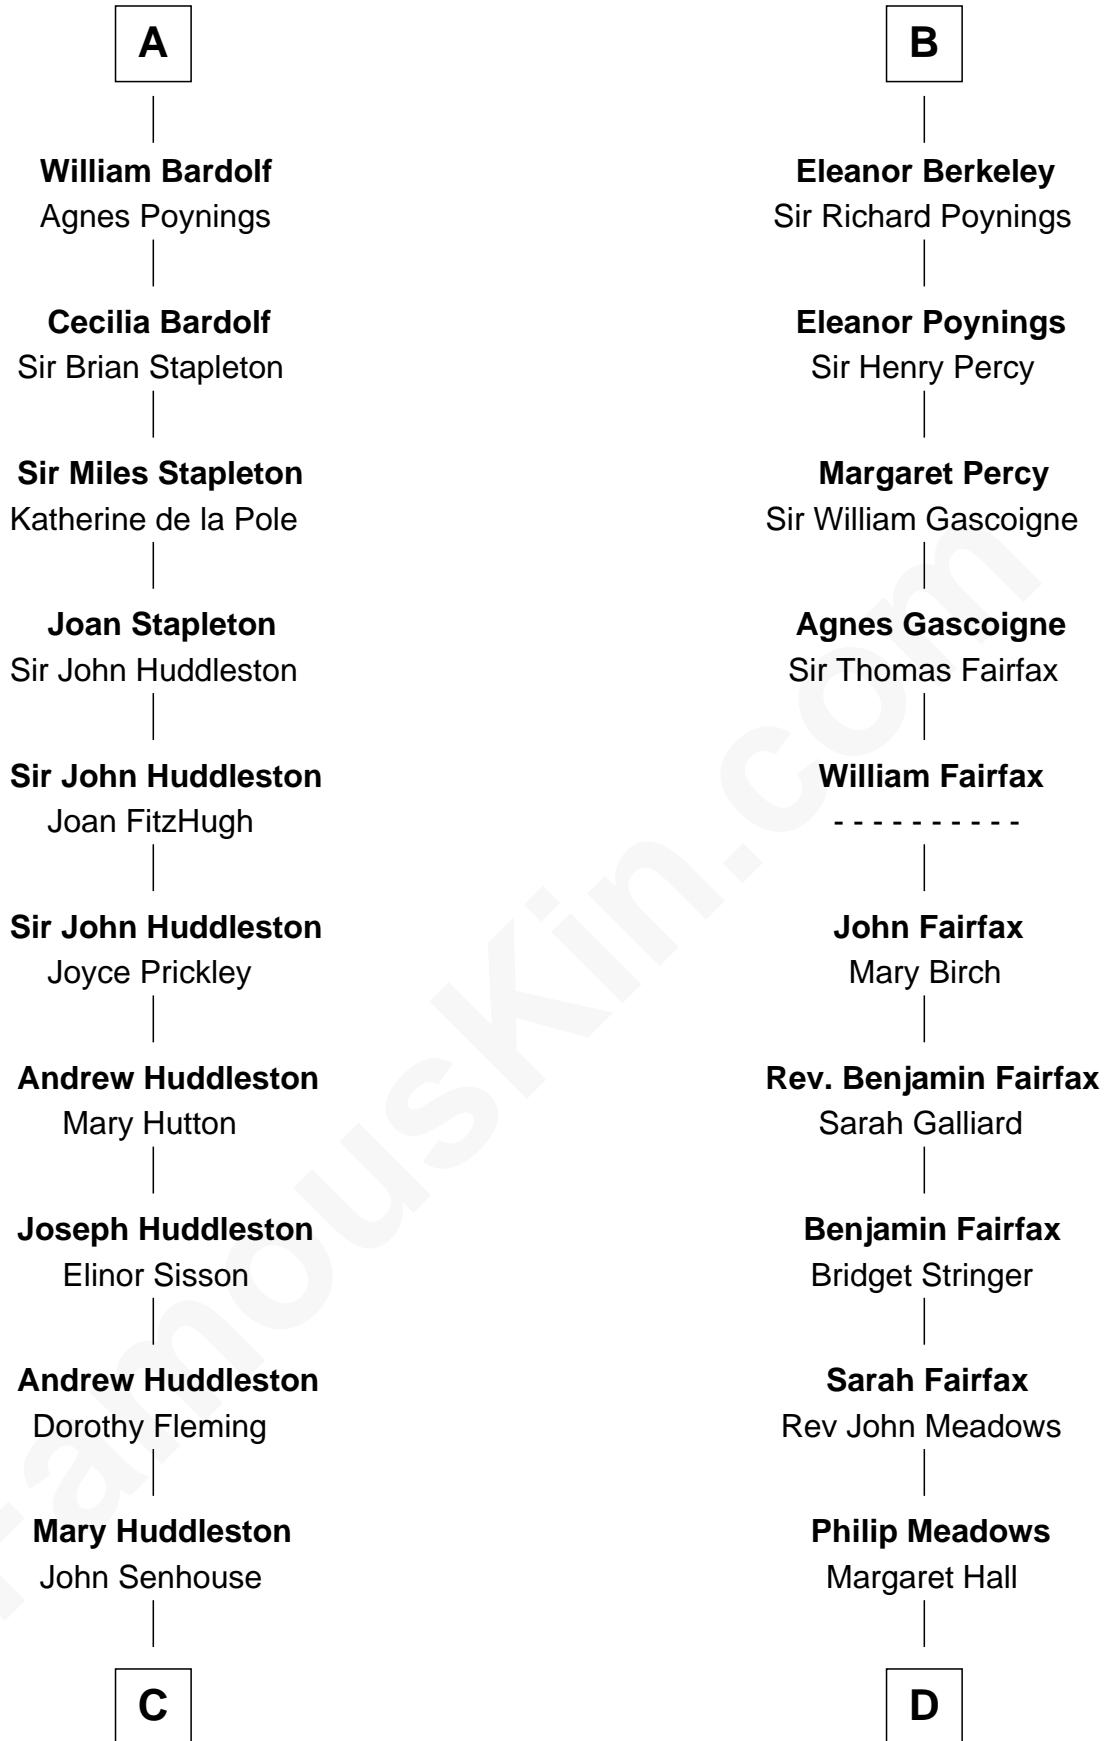 A
William Bardolf
Agnes Poynings
Cecilia Bardolf
Sir Brian Stapleton
Sir Miles Stapleton
Katherine de la Pole
Joan Stapleton
Sir John Huddleston
Sir John Huddleston
Joan FitzHugh
Sir John Huddleston
Joyce Prickley
Andrew Huddleston
Mary Hutton
Joseph Huddleston
Elinor Sisson
Andrew Huddleston
Dorothy Fleming
Mary Huddleston
John Senhouse
C
B
Eleanor Berkeley
Sir Richard Poynings
Eleanor Poynings
Sir Henry Percy
Margaret Percy
Sir William Gascoigne
Agnes Gascoigne
Sir Thomas Fairfax
William Fairfax
- - - - - - - - - -
John Fairfax
Mary Birch
Rev. Benjamin Fairfax
Sarah Galliard
Benjamin Fairfax
Bridget Stringer
Sarah Fairfax
Rev John Meadows
Philip Meadows
Margaret Hall
D
FamousKin.com